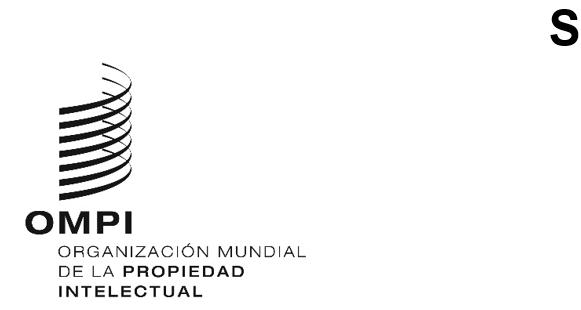 S
OMPI
ORGANIZACIÓN MUNDIAL
DE LA PROPIEDAD
INTELECTUAL